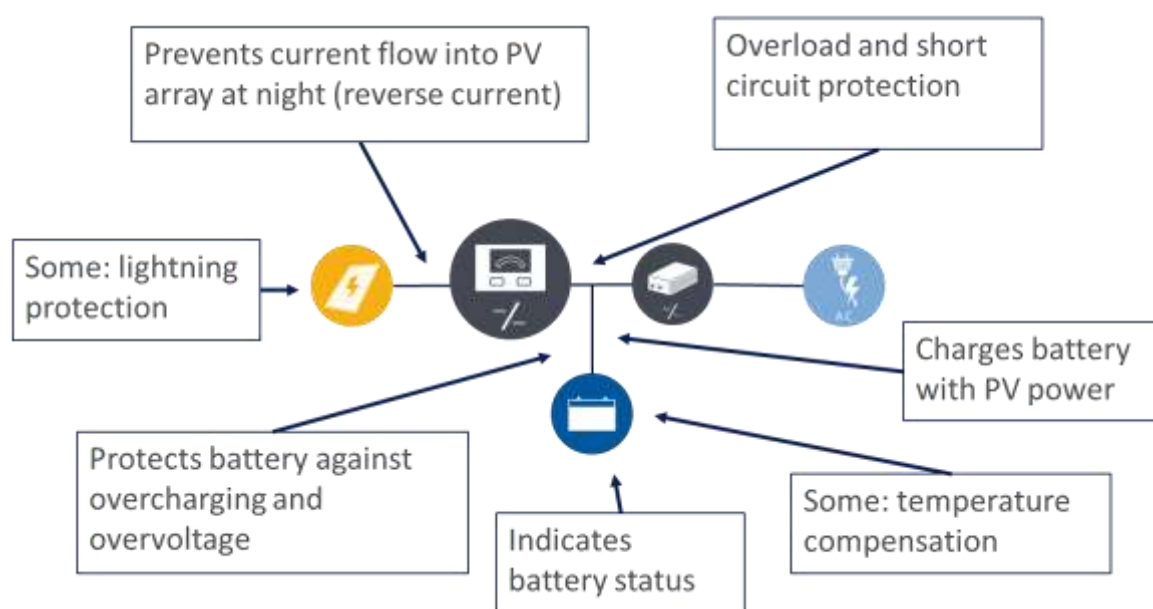 Prevents current flow into PV
array at night (reverse current)
Overload and short
circuit protection
Some: lightning
protection
AC
Charges battery
with PV power
Protects battery against
overcharging and
overvoltage
Indicates
battery status
Some: temperature
compensation